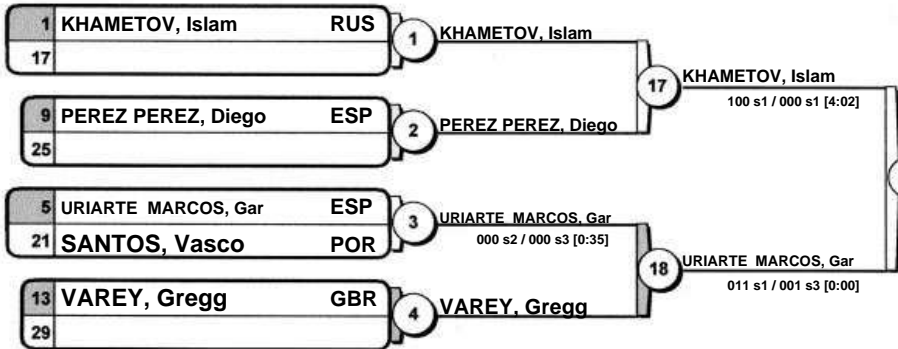 1 KHAMETOV, Islam RUS
17
1
KHAMETOV, Islam
9 PEREZ PEREZ, Diego ESP
25
2
PEREZ PEREZ, Diego
17
KHAMETOV, Islam
100 s1 / 000 s1 [4:02]
5 URIARTE MARCOS, Gar ESP
21 SANTOS, Vasco POR
3
URIARTE MARCOS, Gar
000 s2 / 000 s3 [0:35]
13 VAREY, Gregg GBR
29
4
VAREY, Gregg
18
URIARTE MARCOS, Gar
011 s1 / 001 s3 [0:00]